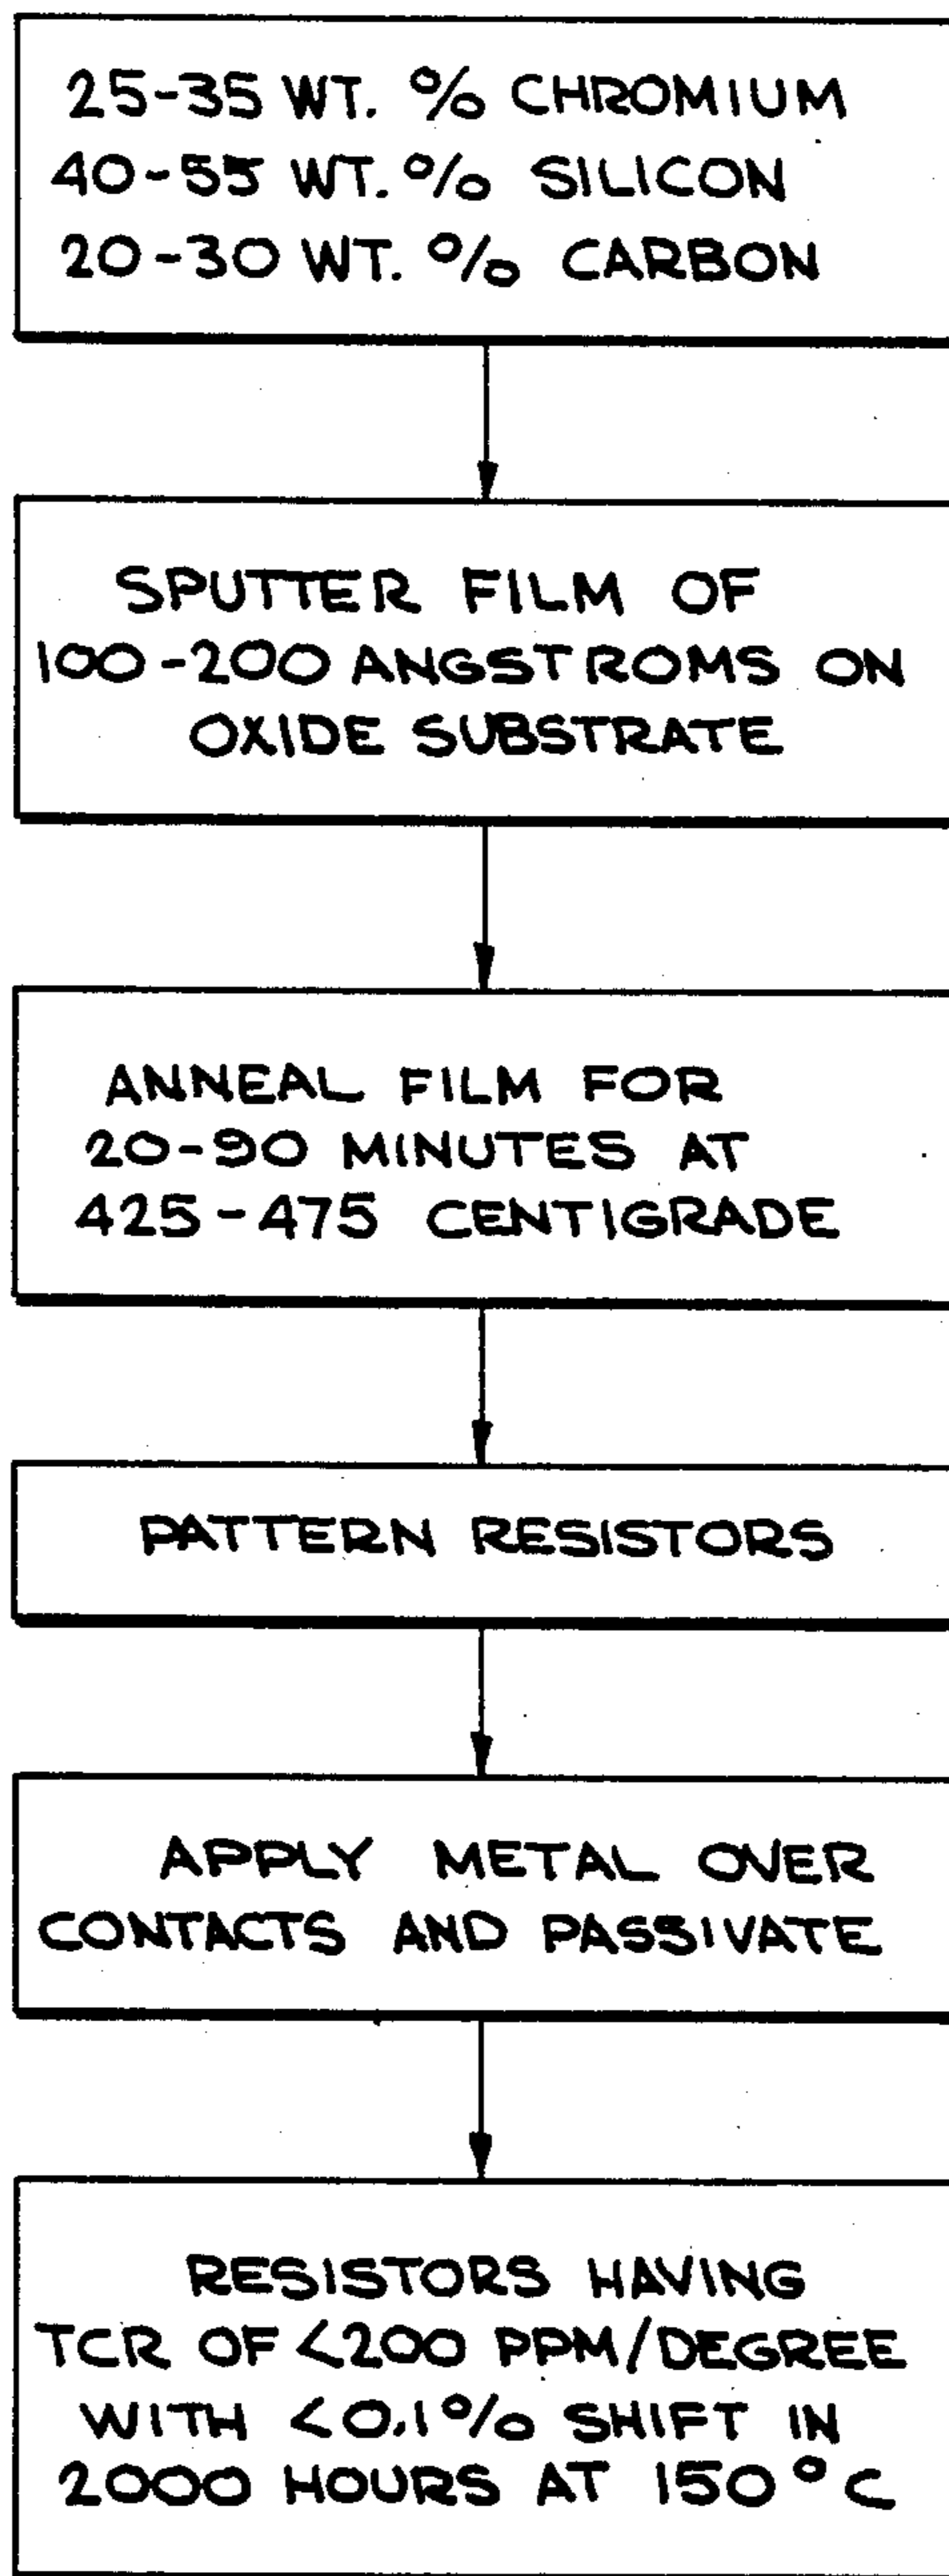 25-35 WT. % CHROMIUM
40-55 WT. % SILICON
20-30 WT. % CARBON
SPUTTER FILM OF
100-200 ANGSTROMS ON
OXIDE SUBSTRATE
ANNEAL FILM FOR
20-90 MINUTES AT
425-475 CENTIGRADE
PATTERN RESISTORS
APPLY METAL OVER
CONTACTS AND PASSIVATE
RESISTORS HAVING
TCR OF <200 PPM/DEGREE
WITH <0.1% SHIFT IN
2000 HOURS AT 150°C